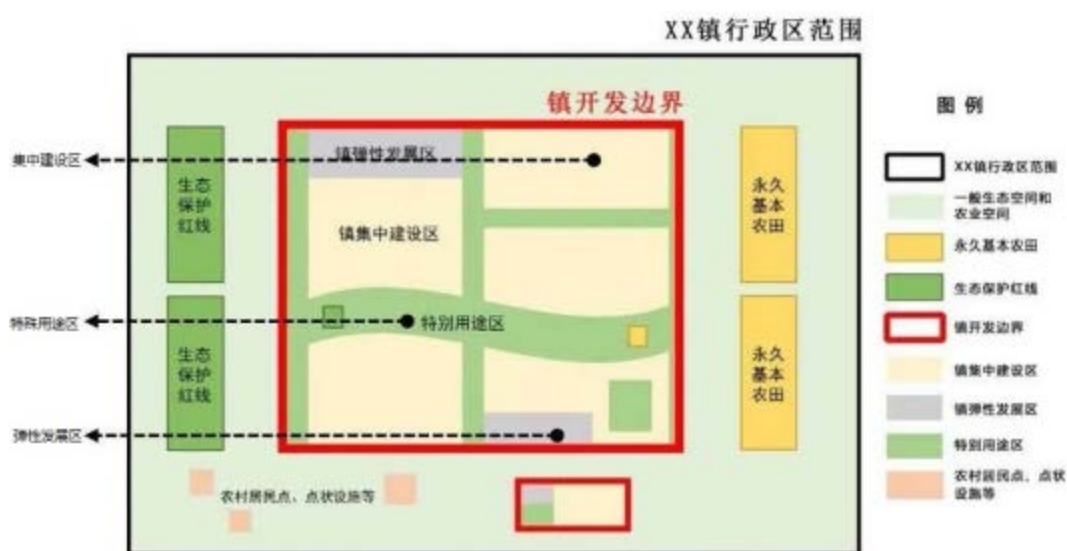 XX镇行政区范围
镇开发边界
集中建设区
镇弹性发展区
生态
保护
红线
永久
基本
农田
镇集中建设区
特殊用途区
特别用途区
生态
保护
红线
永久
基本
农田
弹性发展区
农村居民点、点状设施等
图 例
XX镇行政区范围
一般生态空间和
农业空间
永久基本农田
生态保护红线
镇开发边界
镇集中建设区
镇弹性发展区
特别用途区
农村居民点、点状
设施等